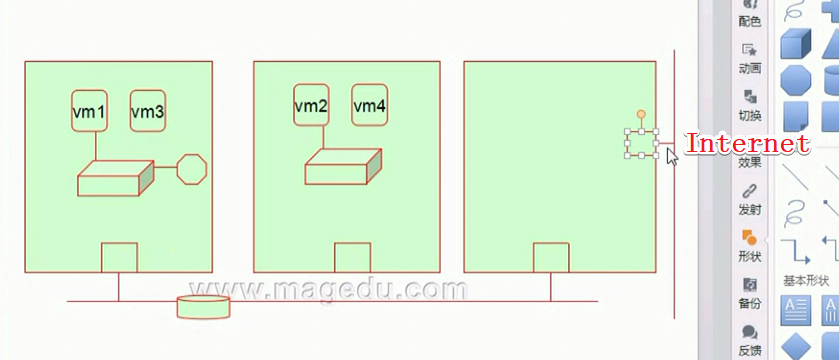 配色
动画
切换
效果
发射
形状
备份
反馈
基本形状
vm1
vm3
vm2
vm4
Internet
www.magedu.com